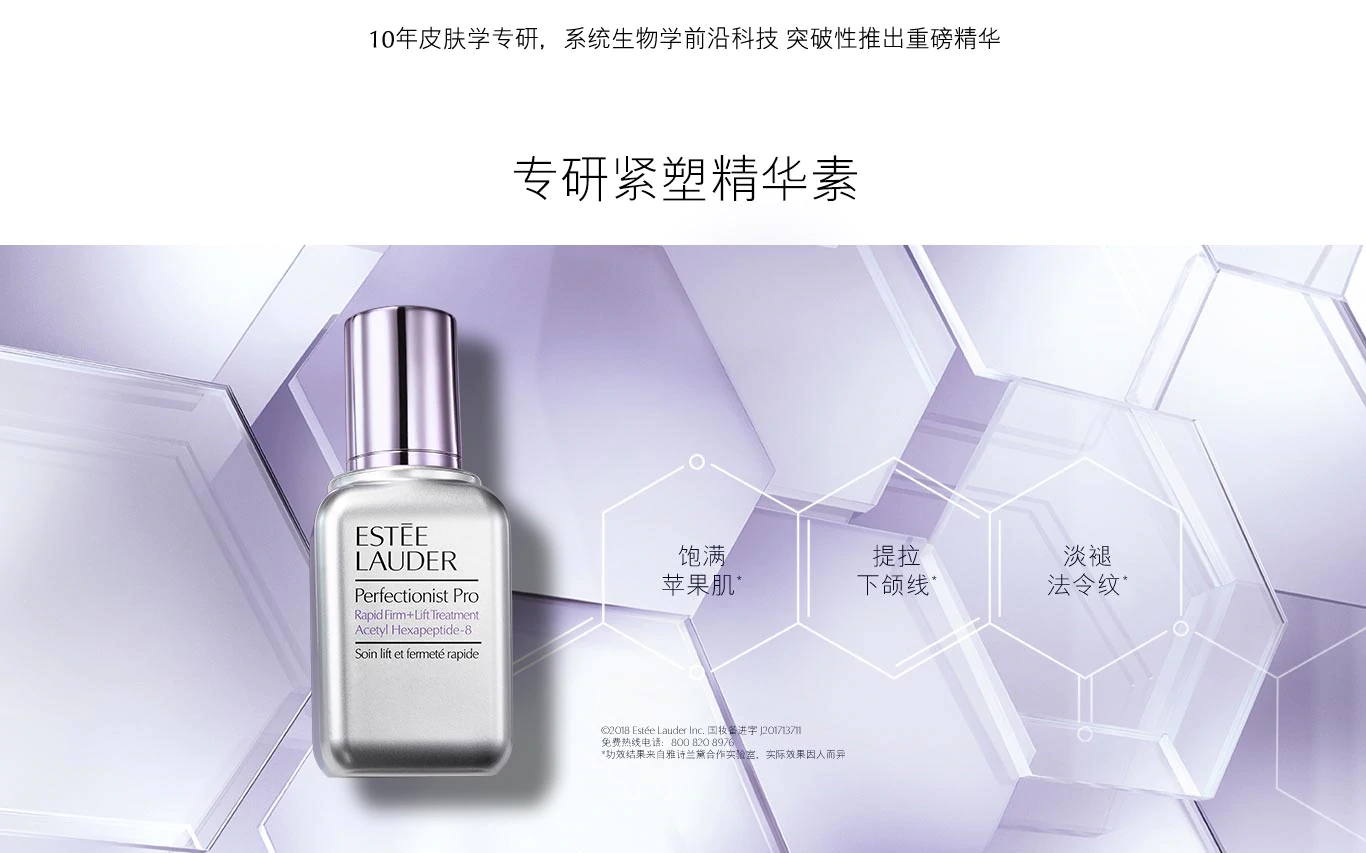 10年皮肤学专研，系统生物学前沿科技 突破性推出重磅精华
专研紧塑精华素
ESTĒE
LAUDER
Perfectionist Pro
Rapid Firm+Lift Treatment
Acetyl Hexapeptide-8
Soin lift et fermeté rapide
饱满
苹果肌*
提拉
下颌线*
淡褪
法令纹*
©2018 Estée Lauder Inc. 国妆备进字 J201713711
免费热线电话：800 820 8976
*功效结果来自雅诗兰黛合作实验室，实际效果因人而异